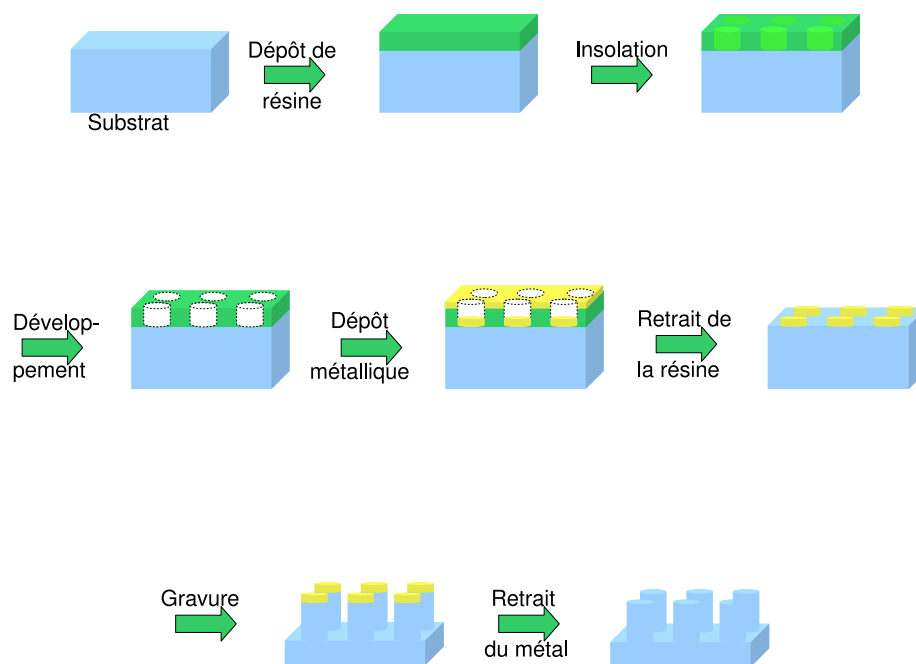 Dépôt de
résine
Substrat
Insolation
Dévelop-
pement
Dépôt
métallique
Retrait de
la résine
Gravure
Retrait
du métal